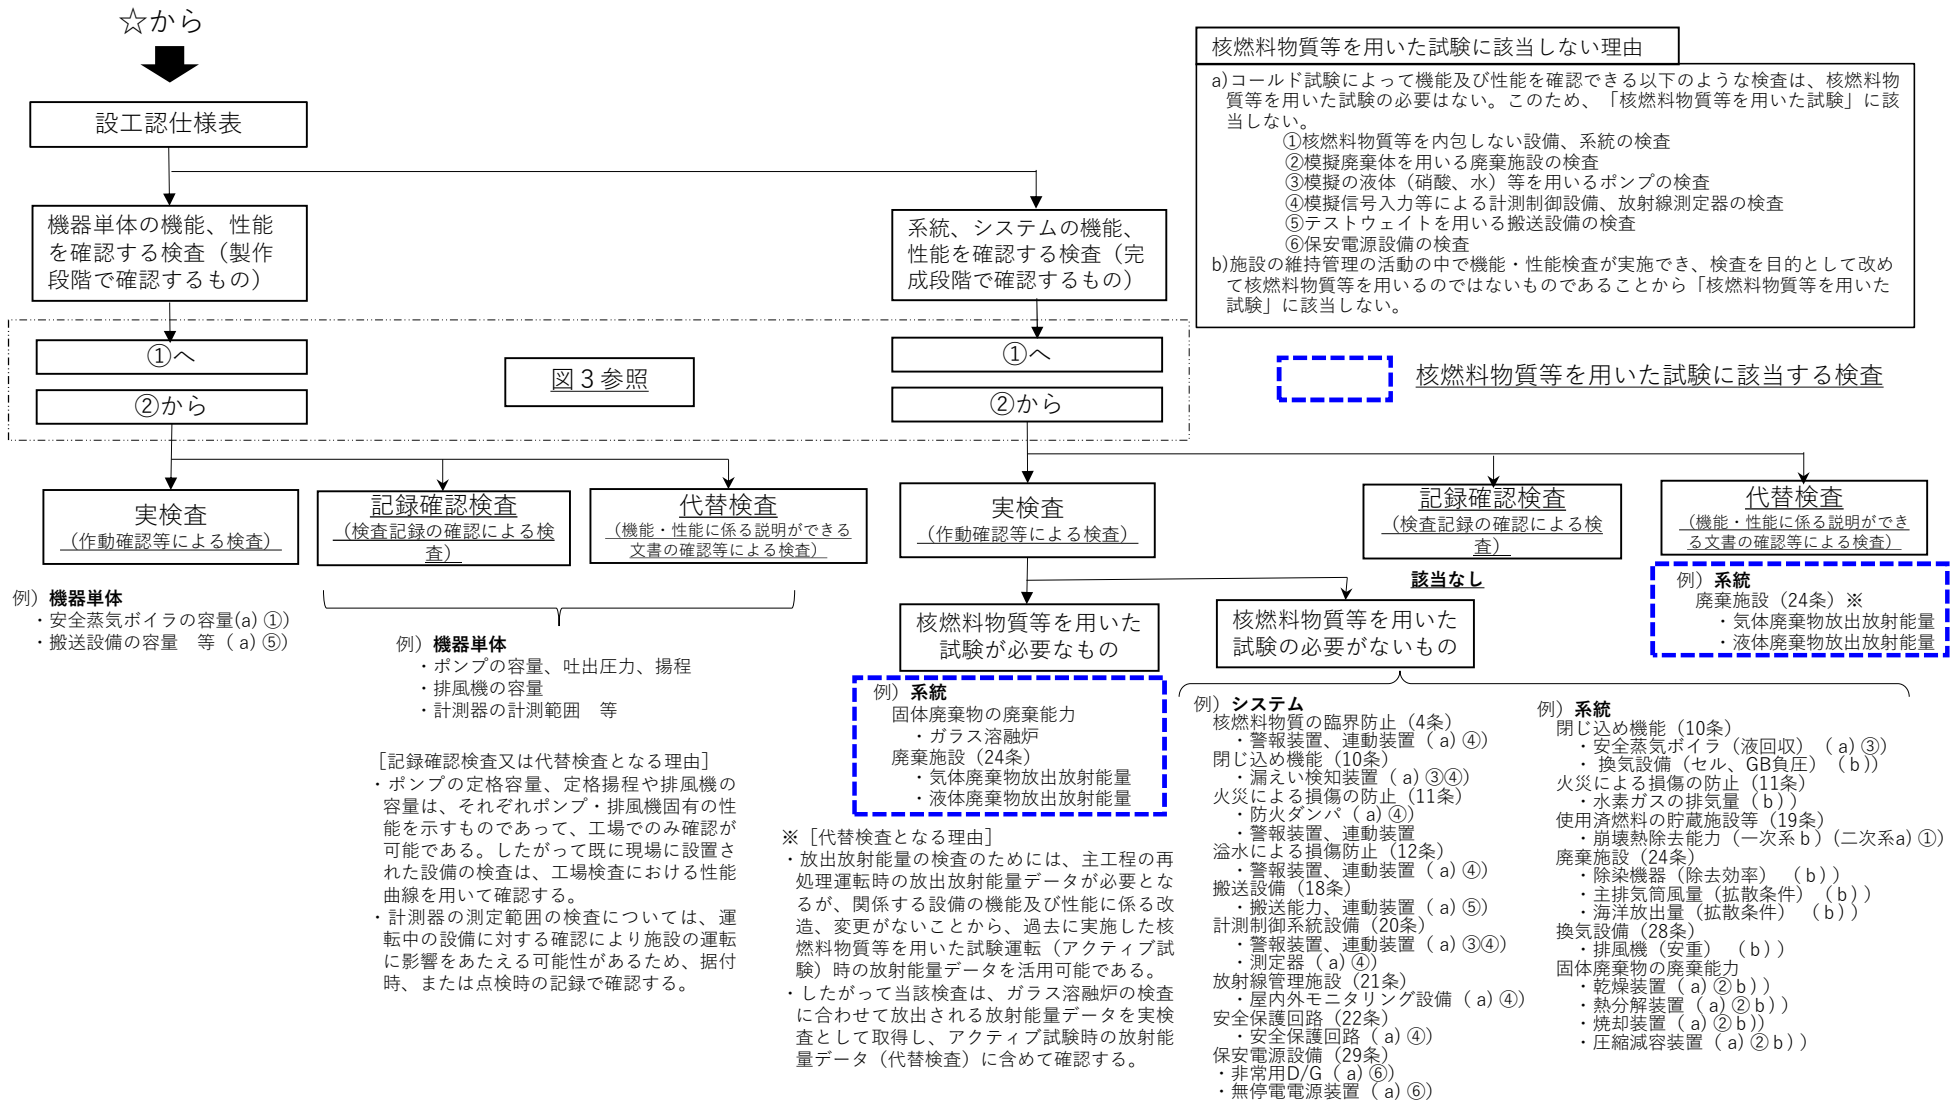 ☆から
設工認仕様表
機器単体の機能、性能
を確認する検査（製作
段階で確認するもの）
系統、システムの機能、
性能を確認する検査（完
成段階で確認するもの）
核燃料物質等を用いた試験に該当しない理由
a)コールド試験によって機能及び性能を確認できる以下のような検査は、核燃料物
質等を用いた試験の必要はない。このため、「核燃料物質等を用いた試験」に該
当しない。
①核燃料物質等を内包しない設備、系統の検査
②模擬廃棄体を用いる廃棄施設の検査
③模擬の液体（硝酸、水）等を用いるポンプの検査
④模擬信号入力等による計測制御設備、放射線測定器の検査
⑤テストウェイトを用いる搬送設備の検査
⑥保安電源設備の検査
b)施設の維持管理の活動の中で機能・性能検査が実施でき、検査を目的として改め
て核燃料物質等を用いるのではないものであることから「核燃料物質等を用いた
試験」に該当しない。
①へ
②から
図３参照
①へ
②から
核燃料物質等を用いた試験に該当する検査
実検査
（作動確認等による検査）
記録確認検査
（検査記録の確認による検
査）
代替検査
（機能・性能に係る説明ができる
文書の確認等による検査）
実検査
（作動確認等による検査）
記録確認検査
（検査記録の確認による検
査）
代替検査
（機能・性能に係る説明ができ
る文書の確認等による検査）
例）機器単体
・安全蒸気ボイラの容量(a) ①）
・搬送設備の容量　等（ a) ⑤）
例）機器単体
・ポンプの容量、吐出圧力、揚程
・排風機の容量
・計測器の計測範囲　等
［記録確認検査又は代替検査となる理由］
・ポンプの定格容量、定格揚程や排風機の
容量は、それぞれポンプ・排風機固有の性
能を示すものであって、工場でのみ確認が
可能である。したがって既に現場に設置さ
れた設備の検査は、工場検査における性能
曲線を用いて確認する。
・計測器の測定範囲の検査については、運
転中の設備に対する確認により施設の運転
に影響をあたえる可能性があるため、据付
時、または点検時の記録で確認する。
核燃料物質等を用いた
試験が必要なもの
例）系統
固体廃棄物の廃棄能力
・ガラス溶融炉
廃棄施設（24条）
・気体廃棄物放出放射能量
・液体廃棄物放出放射能量
※［代替検査となる理由］
・放出放射能量の検査のためには、主工程の再
処理運転時の放出放射能量データが必要とな
るが、関係する設備の機能及び性能に係る改
造、変更がないことから、過去に実施した核
燃料物質等を用いた試験運転（アクティブ試
験）時の放射能量データを活用可能である。
・したがって当該検査は、ガラス溶融炉の検査
に合わせて放出される放射能量データを実検
査として取得し、アクティブ試験時の放射能
量データ（代替検査）に含めて確認する。
該当なし
核燃料物質等を用いた
試験の必要がないもの
例）システム
核燃料物質の臨界防止（4条）
・警報装置、連動装置（ a) ④）
閉じ込め機能（10条）
・漏えい検知装置（ a) ③④）
火災による損傷の防止（11条）
・防火ダンパ（ a) ④）
・警報装置、連動装置
溢水による損傷防止（12条）
・警報装置、連動装置（ a) ④）
搬送設備（18条）
・搬送能力、連動装置（ a) ⑤）
計測制御系統設備（20条）
・警報装置、連動装置（ a) ③④）
・測定器（ a) ④）
放射線管理施設（21条）
・屋内外モニタリング設備（ a) ④）
安全保護回路（22条）
・安全保護回路（ a) ④）
保安電源設備（29条）
・非常用D/G（ a) ⑥）
・無停電電源装置（ a) ⑥）
例）系統
廃棄施設（24条）※
・気体廃棄物放出放射能量
・液体廃棄物放出放射能量
例）系統
閉じ込め機能（10条）
・安全蒸気ボイラ（液回収）（ a) ③）
・ 換気設備（セル、GB負圧）（ b )）
火災による損傷の防止（11条）
・水素ガスの排気量（ b ) ）
使用済燃料の貯蔵施設等（19条）
・崩壊熱除去能力（一次系 b ）(二次系a) ①）
廃棄施設（24条）
・除染機器（除去効率）（ b )）
・主排気筒風量（拡散条件）（ b ) ）
・海洋放出量（拡散条件）（ b ) ）
換気設備（28条）
・排風機（安重）（ b ) ）
固体廃棄物の廃棄能力
・乾燥装置（ a) ② b ) ）
・熱分解装置（ a) ② b ) ）
・焼却装置（ a) ② b )）
・圧縮減容装置（ a) ② b ) ）